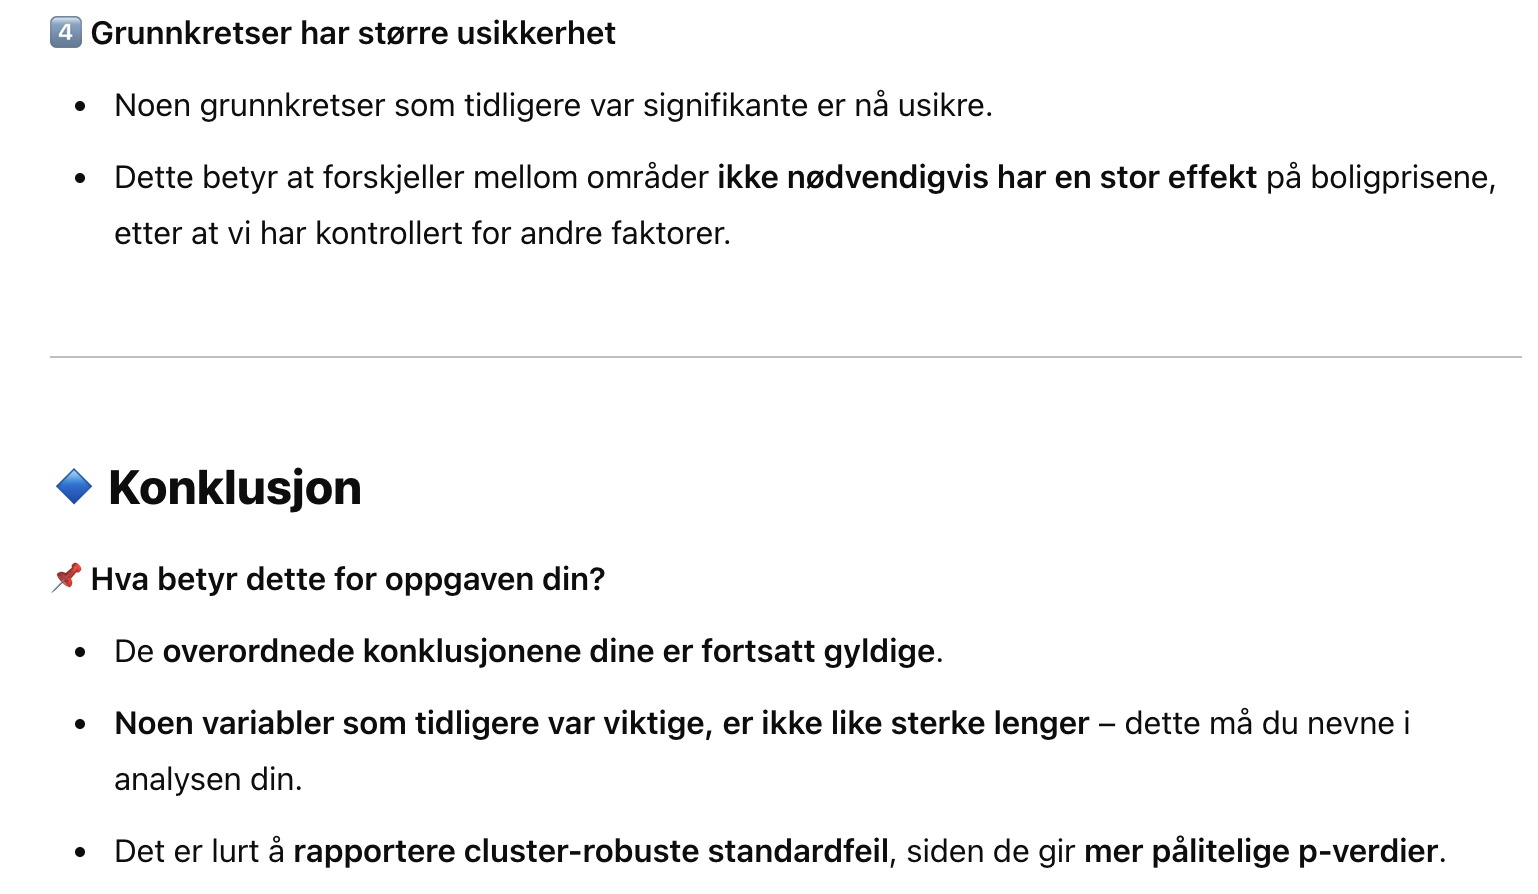 4 Grunnkretser har større usikkerhet
• Noen grunnkretser som tidligere var signifikante er nå usikre.
• Dette betyr at forskjeller mellom områder ikke nødvendigvis har en stor effekt på boligprisene,
etter at vi har kontrollert for andre faktorer.
Konklusjon
Hva betyr dette for oppgaven din?
• De overordnede konklusjonene dine er fortsatt gyldige.
• Noen variabler som tidligere var viktige, er ikke like sterke lenger – dette må du nevne i
analysen din.
• Det er lurt å rapportere cluster-robuste standardfeil, siden de gir mer pålitelige p-verdier.